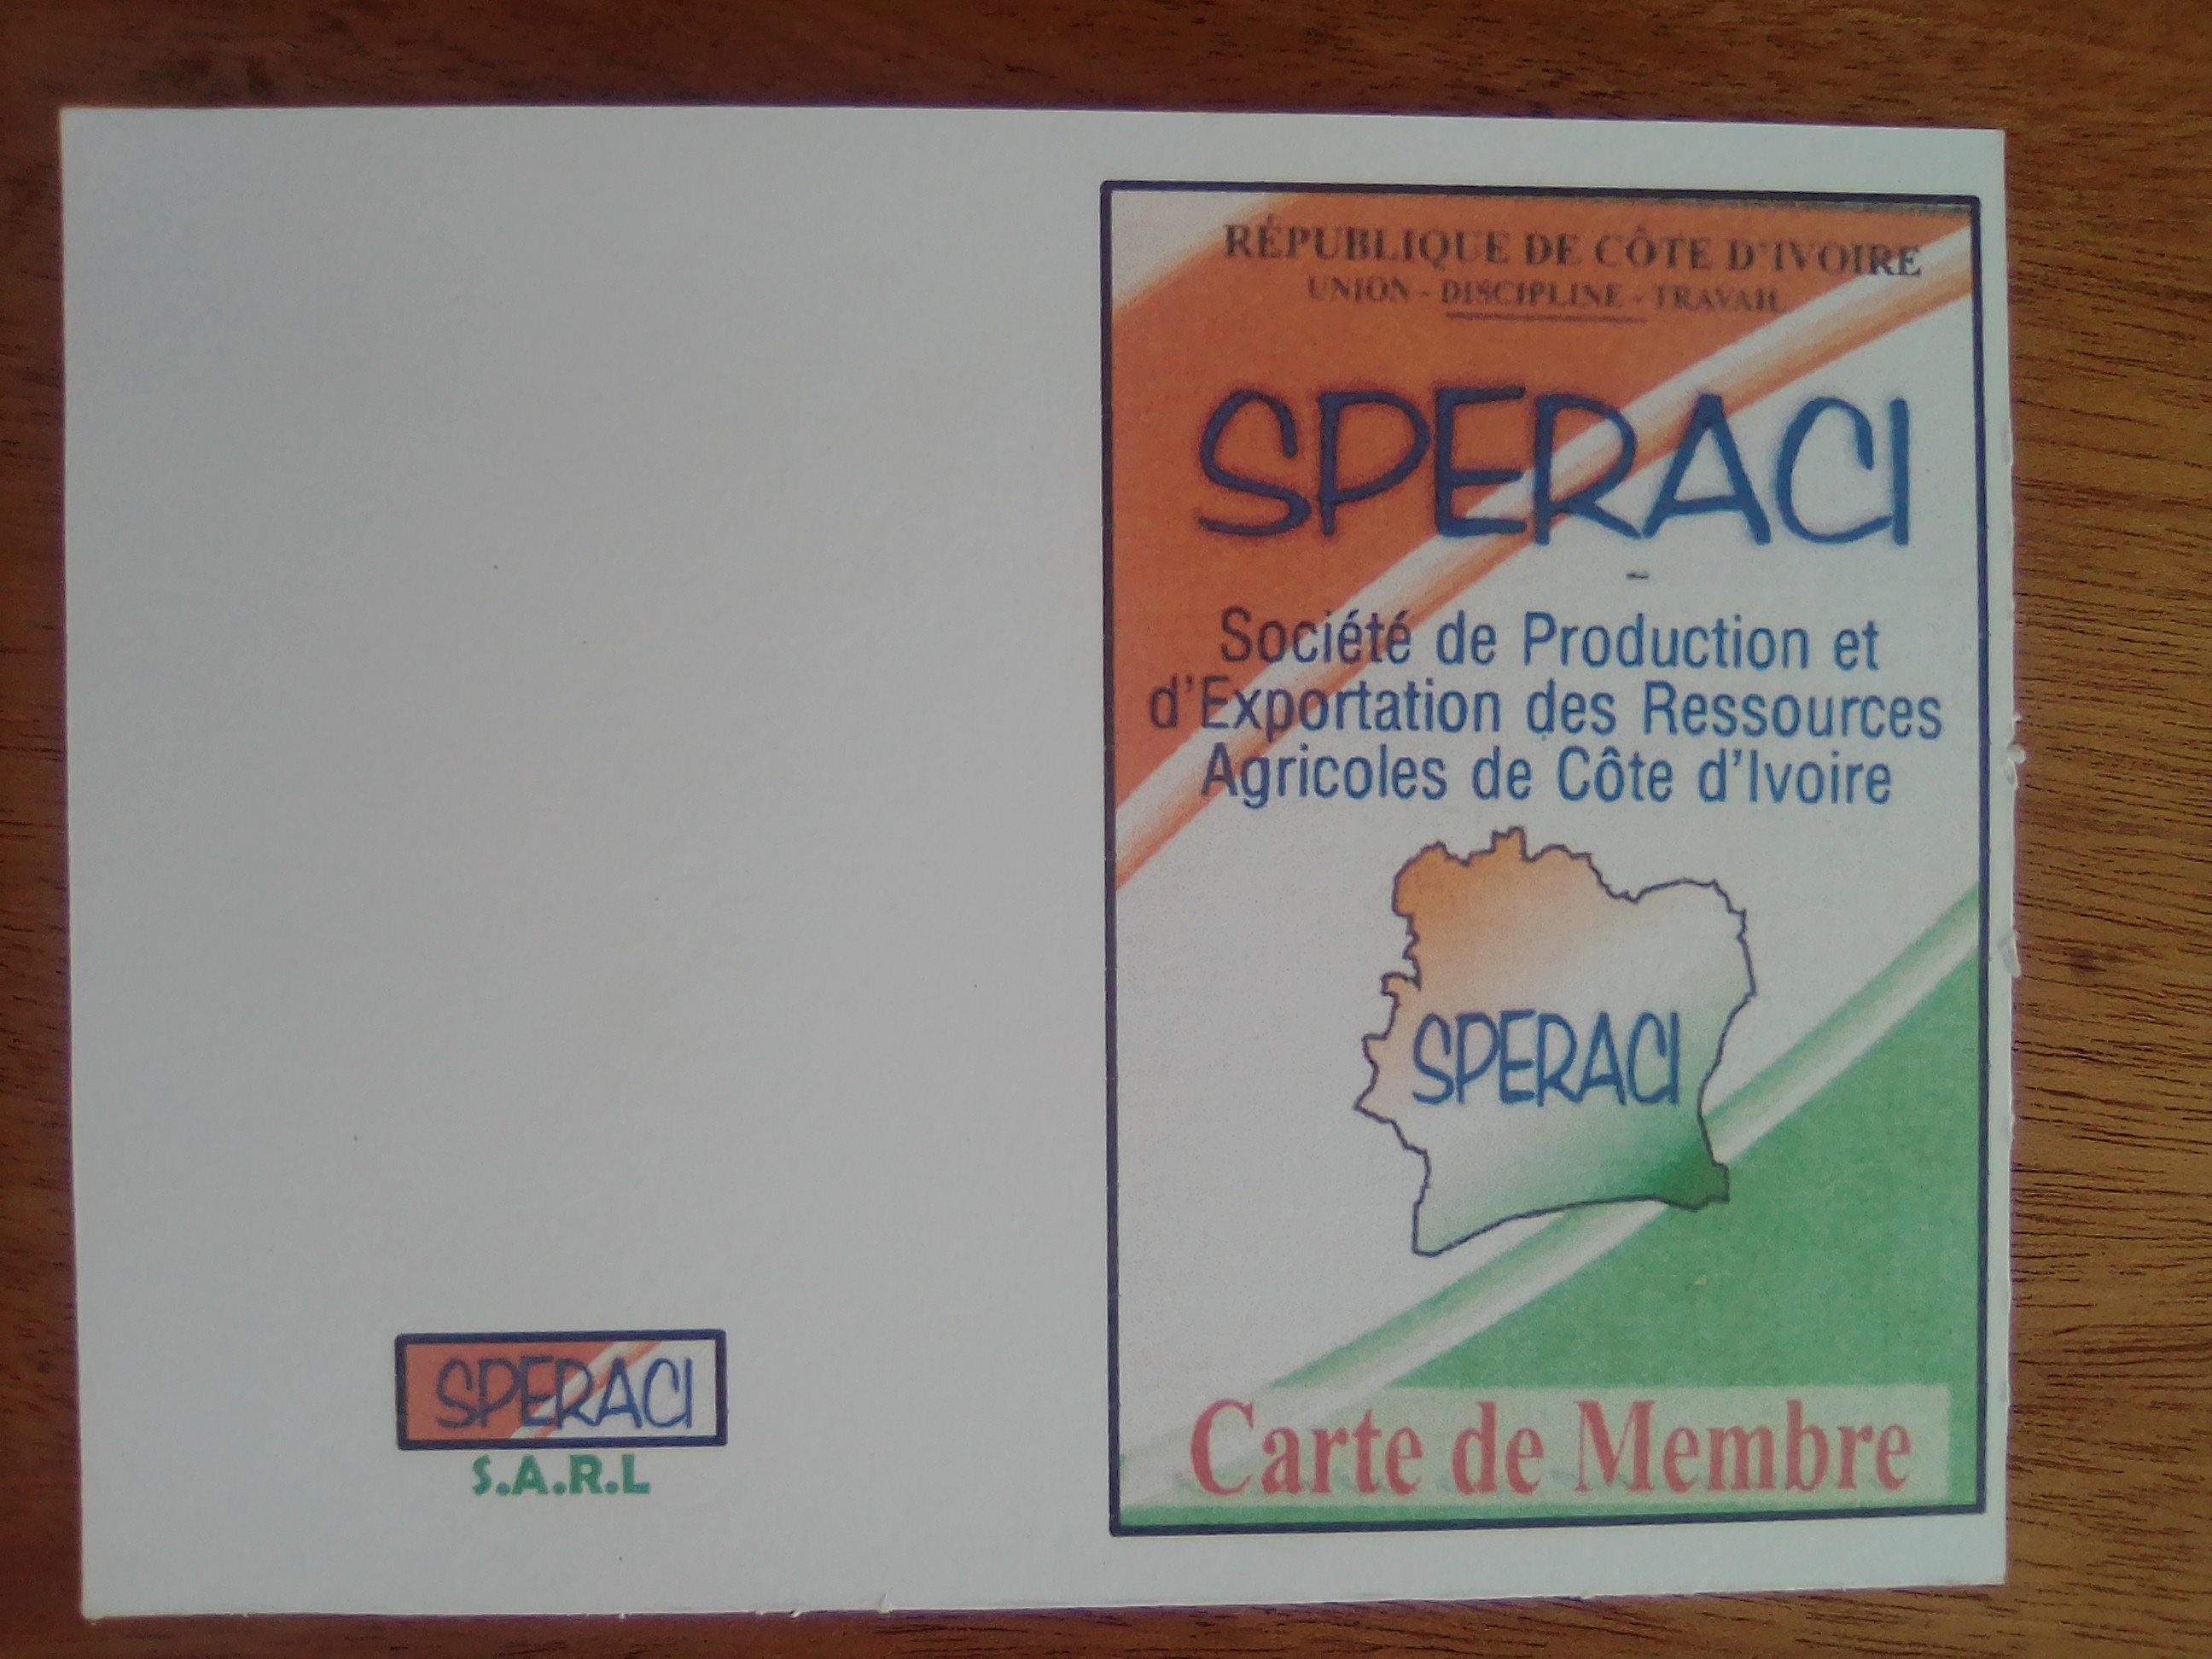 RÉPUBLIQUE DE CÔTE D'IVOIRE
UNION - DISCIPLINE - TRAVAIL
SPERACI
Société de Production et
d'Exportation des Ressources
Agricoles de Côte d'Ivoire
SPERACI
Carte de Membre
SPERACI
S.A.R.L